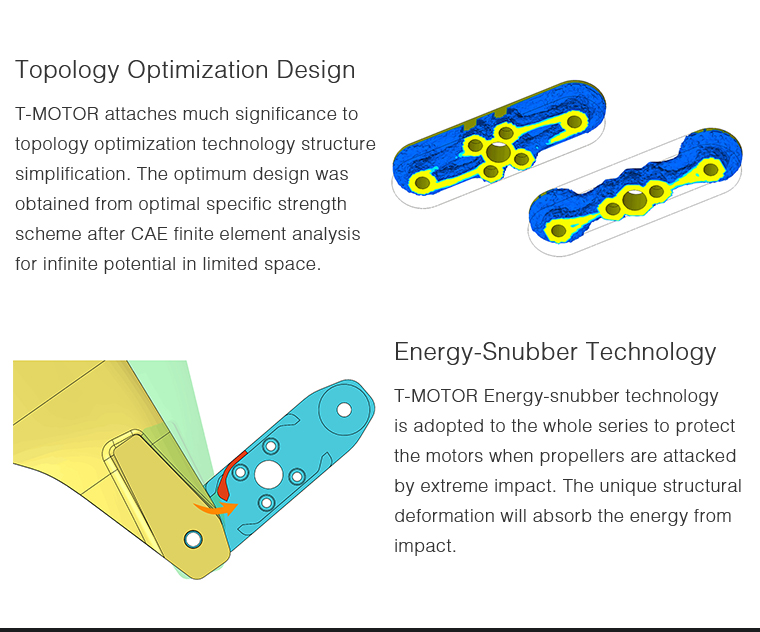 Topology Optimization Design
T-MOTOR attaches much significance to
topology optimization technology structure
simplification. The optimum design was
obtained from optimal specific strength
scheme after CAE finite element analysis
for infinite potential in limited space.
Energy-Snubber Technology
T-MOTOR Energy-snubber technology
is adopted to the whole series to protect
the motors when propellers are attacked
by extreme impact. The unique structural
deformation will absorb the energy from
impact.